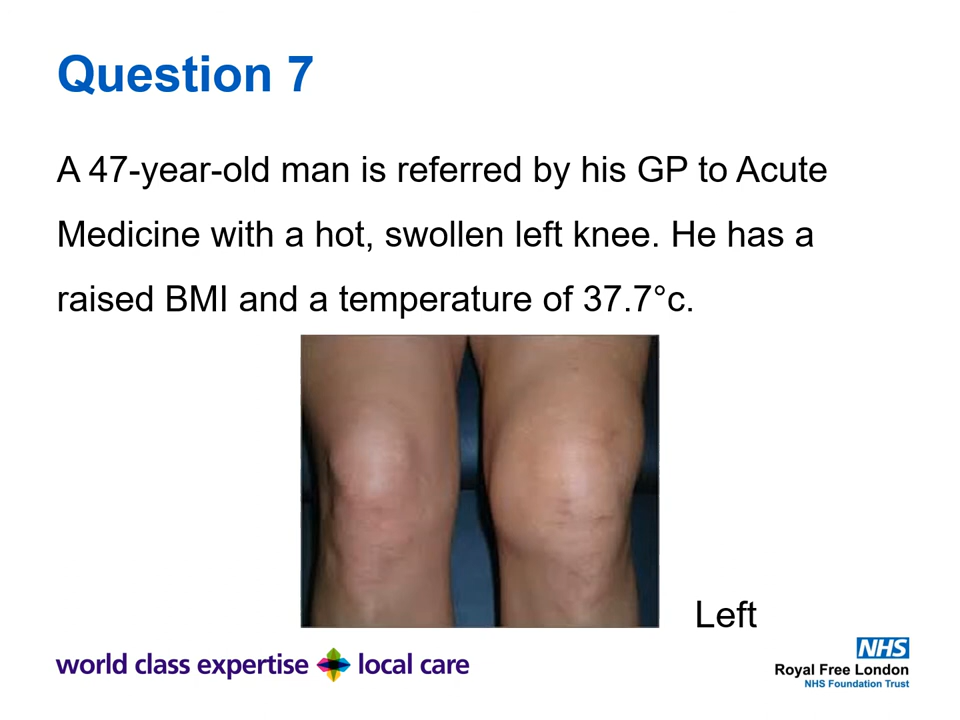 Question 7
A 47-year-old man is referred by his GP to Acute
Medicine with a hot, swollen left knee. He has a
raised BMI and a temperature of 37.7°c.
Left
world class expertise local care
NHS
Royal Free London
NHS Foundation Trust